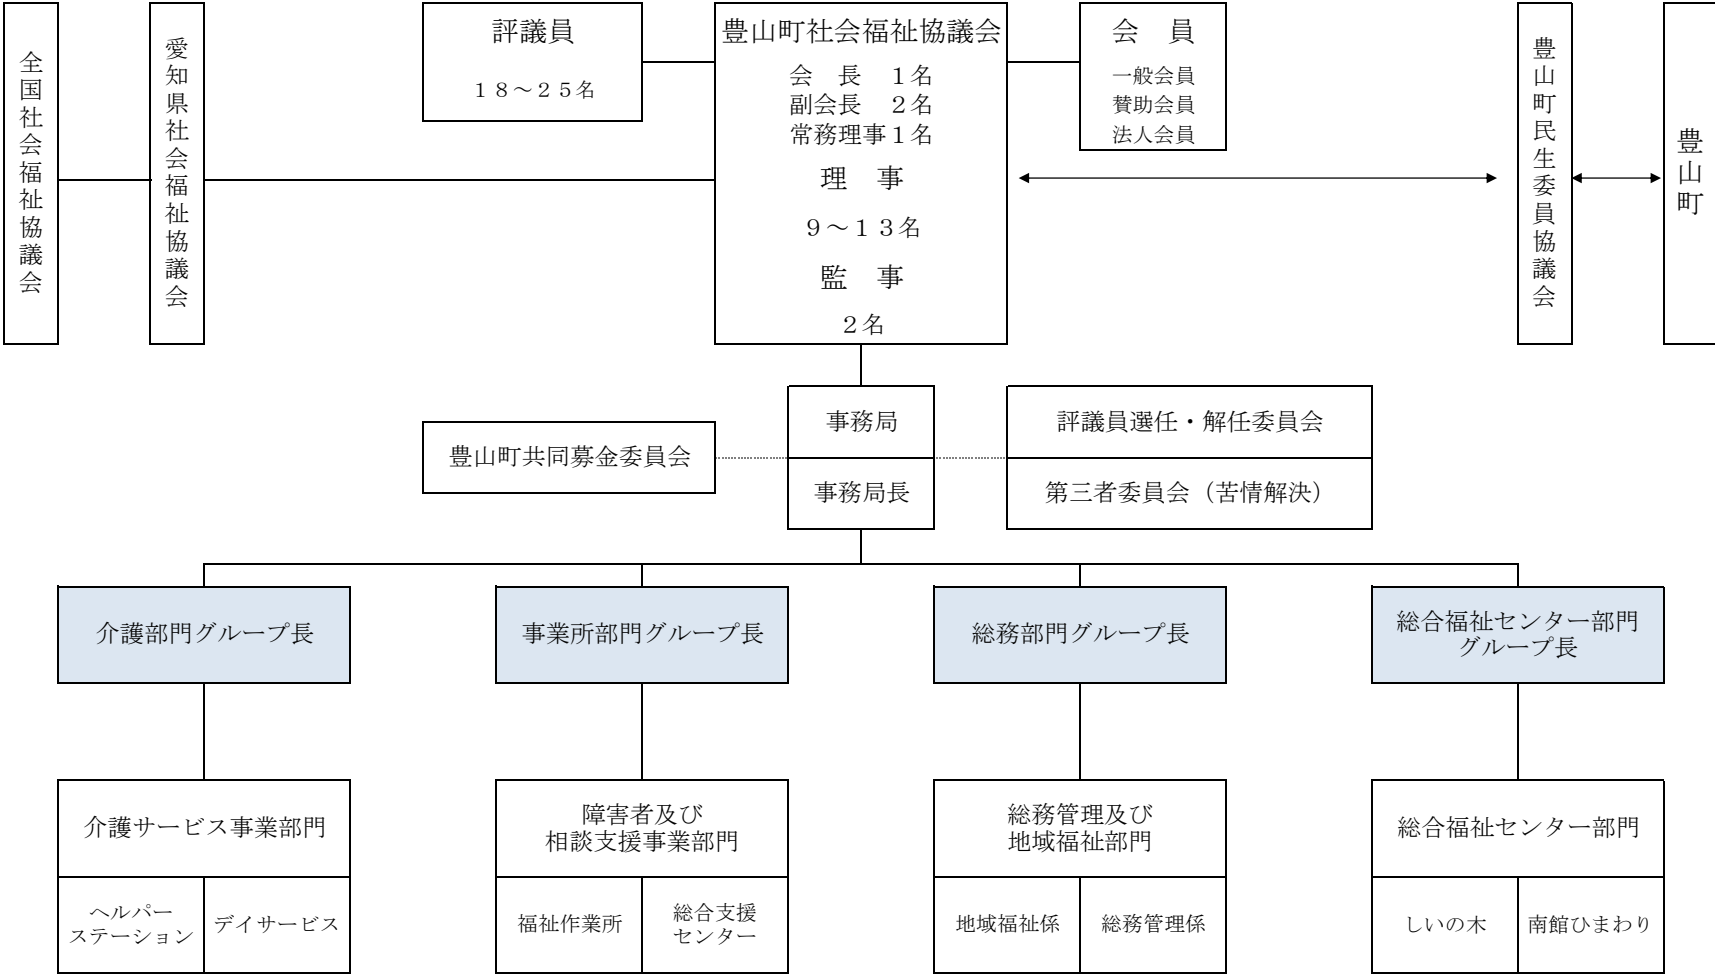 全国社会福祉協議会
愛知県社会福祉協議会
評議員
１８～２５名
豊山町社会福祉協議会
会　長　１名
副会長　２名
常務理事１名
理　事
９～１３名
監　事
２名
会　員
一般会員
賛助会員
法人会員
豊山町民生委員協議会
豊山町
事務局
事務局長
豊山町共同募金委員会
評議員選任・解任委員会
第三者委員会（苦情解決）
介護部門グループ長
事業所部門グループ長
総務部門グループ長
総合福祉センター部門
グループ長
介護サービス事業部門
障害者及び
相談支援事業部門
総務管理及び
地域福祉部門
総合福祉センター部門
ヘルパー
ステーション
デイサービス
福祉作業所
総合支援
センター
地域福祉係
総務管理係
しいの木
南館ひまわり